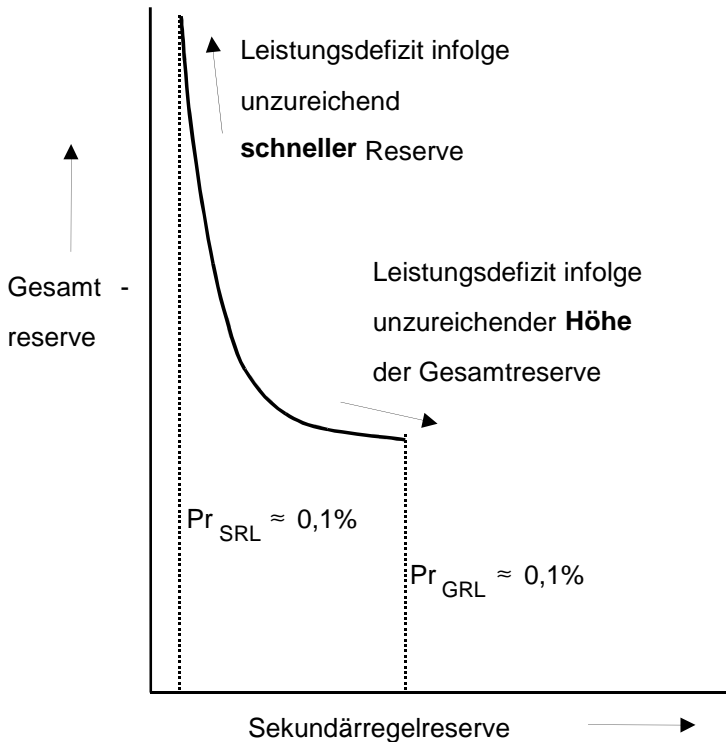 Leistungsdefizit infolge
unzureichend
schneller Reserve
Gesamt -
reserve
Leistungsdefizit infolge
unzureichender Höhe
der Gesamtreserve
Pr SRL ≈ 0,1%
Pr GRL ≈ 0,1%
Sekundärregelreserve